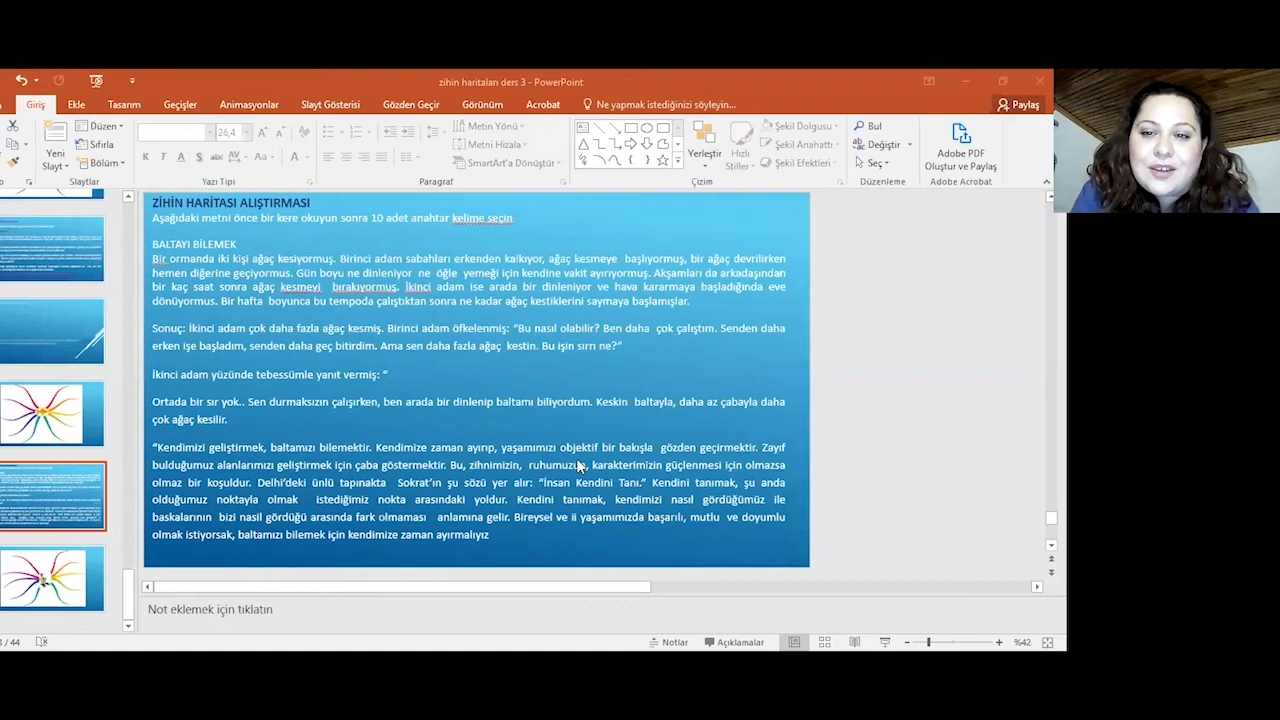 zihin haritaları ders 3 - PowerPoint
Giriş Ekle Tasarım Geçişler Animasyonlar Slayt Gösterisi Gözden Geçir Görünüm Acrobat Ne yapmak istediğinizi söyleyin... Paylaş
Yeni Slayt
Düzen
Sıfırla
Bölüm
Slaytlar
26,4
K T A S abc AV Aa A
Yazı Tipi
Metin Yönü
Metni Hizala
SmartArt'a Dönüştür
Paragraf
Yerleştir
Hızlı Stiller
Şekil Dolgusu
Şekil Anahattı
Şekil Efektleri
Çizim
Bul
Değiştir
Seç
Düzenleme
Adobe PDF
Oluştur ve Paylaş
Adobe Acrobat
ZİHİN HARİTASI ALIŞTIRMASI
Aşağıdaki metni önce bir kere okuyun sonra 10 adet anahtar kelime seçin
BALTAYI BİLEMEK
Bir ormanda iki kişi ağaç kesiyormuş. Birinci adam sabahları erkenden kalkıyor, ağaç kesmeye başlıyormuş, bir ağaç devrilirken
hemen diğerine geçiyormus. Gün boyu ne dinleniyor ne öğle yemeği için kendine vakit ayırıyormuş. Akşamları da arkadaşından
bir kaç saat sonra ağaç kesmeyi bırakıyormuş. İkinci adam ise arada bir dinleniyor ve hava kararmaya başladığında eve
dönüyormus. Bir hafta boyunca bu tempoda çalıştıktan sonra ne kadar ağaç kestiklerini saymaya başlamışlar.
Sonuç: İkinci adam çok daha fazla ağaç kesmiş. Birinci adam öfkelenmiş: “Bu nasıl olabilir? Ben daha çok çalıştım. Senden daha
erken işe başladım, senden daha geç bitirdim. Ama sen daha fazla ağaç kestin. Bu işin sırrı ne?”
İkinci adam yüzünde tebessümle yanıt vermiş: “
Ortada bir sır yok.. Sen durmaksızın çalışırken, ben arada bir dinlenip baltamı biliyordum. Keskin baltayla, daha az çabayla daha
çok ağaç kesilir.
“Kendimizi geliştirmek, baltamızı bilemektir. Kendimize zaman ayırıp, yaşamımızı objektif bir bakışla gözden geçirmektir. Zayıf
bulduğumuz alanlarımızı geliştirmek için çaba göstermektir. Bu, zihnimizin, ruhumuzun, karakterimizin güçlenmesi için olmazsa
olmaz bir koşuldur. Delhi’deki ünlü tapınakta Sokrat’ın şu sözü yer alır: “İnsan Kendini Tanı.” Kendini tanımak, şu anda
olduğumuz noktayla olmak istediğimiz nokta arasındaki yoldur. Kendini tanımak, kendimizi nasıl gördüğümüz ile
baskalarının bizi nasıl gördüğü arasında fark olmaması anlamına gelir. Bireysel ve ii yaşamımızda başarılı, mutlu ve doyumlu
olmak istiyorsak, baltamızı bilemek için kendimize zaman ayırmalıyız
Not eklemek için tıklatın
/ 44 Notlar Açıklamalar %42